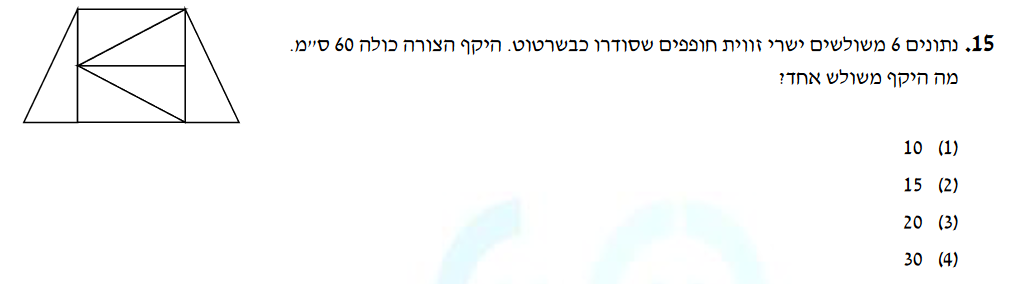 15. נתונים 6 משולשים ישרי זווית חופפים שסודרו כבשרטוט. היקף הצורה כולה 60 ס״מ.
מה היקף משולש אחד?
(1) 10
(2) 15
(3) 20
(4) 30